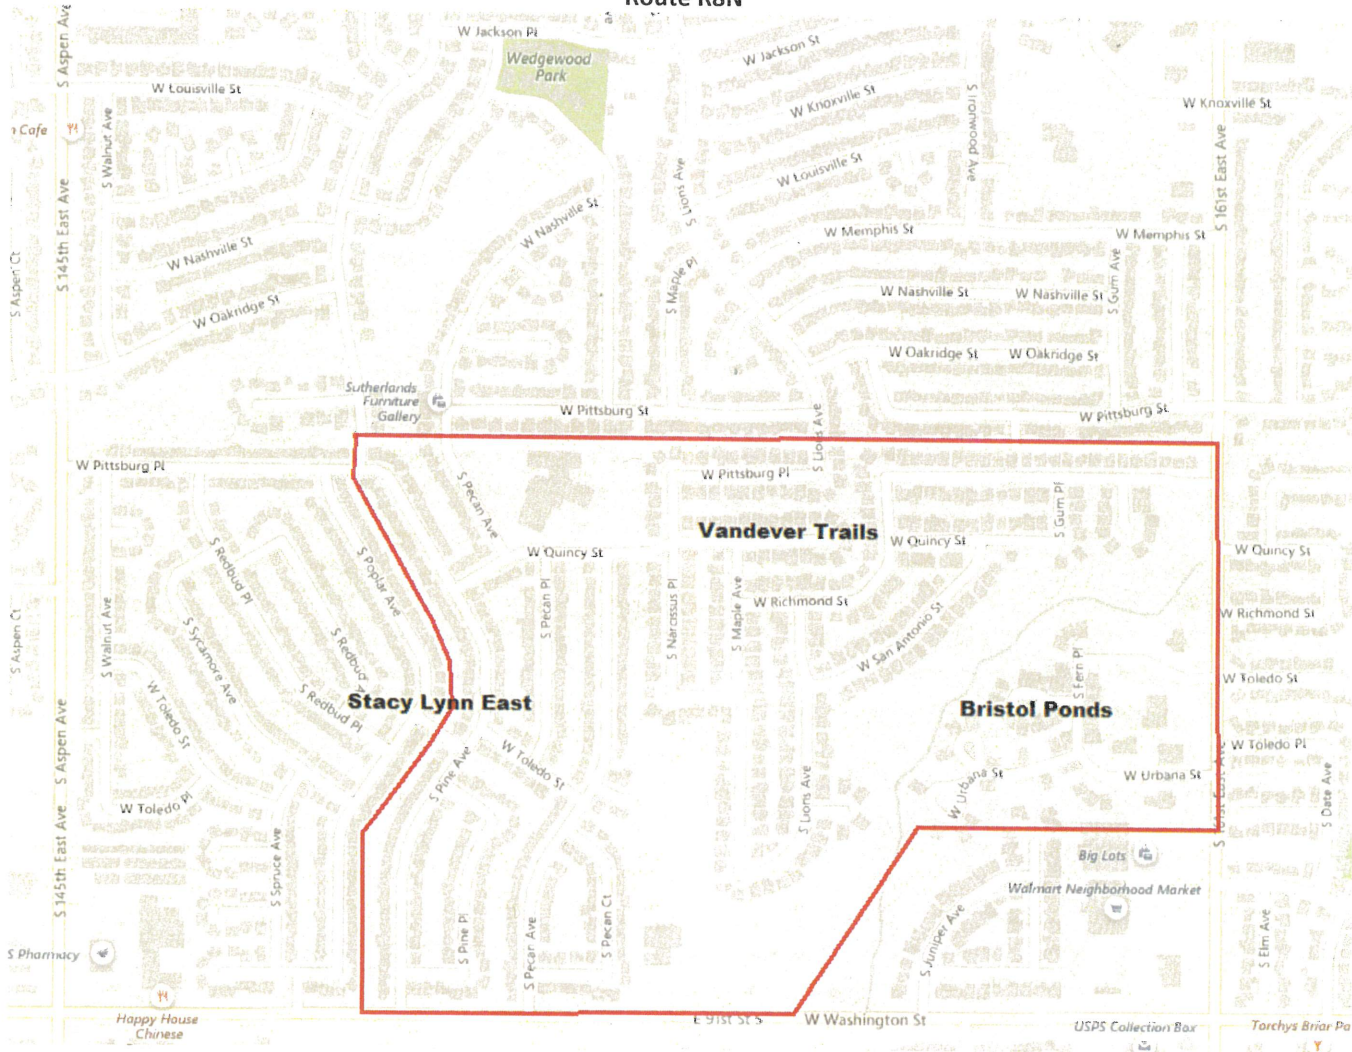 Route R8N
W Jackson Pl
Wedgewood
Park
W Jackson St
S Aspen Ave
W Louisville St
W Knoxville St
W Knoxville St
S Ironwood Ave
Cafe
S Walnut Ave
W Louisville St
S Lions Ave
S 161st East Ave
S 145th East Ave
W Nashville St
W Memphis St
W Memphis St
W Nashville St
S Aspen Ct
S Maple Pl
W Nashville St
W Nashville St
S Gum Ave
W Oakridge St
W Oakridge St
W Oakridge St
Sutherlands
Furniture
Gallery
W Pittsburg St
S Lions Ave
W Pittsburg St
W Pittsburg Pl
W Pittsburg Pl
S Pecan Ave
S Gum Pl
Vandever Trails
W Quincy St
W Quincy St
W Quincy St
S Redbud Pl
S Poplar Ave
S Pecan Pl
S Narcissus Pl
S Maple Ave
W Richmond St
W Richmond St
S Aspen Ct
S Walnut Ave
S Sycamore Ave
S Redbud A
W San Antonio St
S Fern Pl
W Toledo St
S Redbud Pl
Stacy Lynn East
Bristol Ponds
W Toledo St
S Aspen Ave
S Pine Ave
W Toledo St
W Toledo Pl
W Urbana St
W Urbana St
S Lions Ave
S Date Ave
W Toledo Pl
S 161st East Ave
S 145th East Ave
S Spruce Ave
Big Lots
Walmart Neighborhood Market
S Pine Pl
S Pecan Ave
S Pecan Ct
S Juniper Ave
S Elm Ave
S Pharmacy
Happy House
Chinese
E 91st St S
W Washington St
USPS Collection Box
Torchys Briar Pa